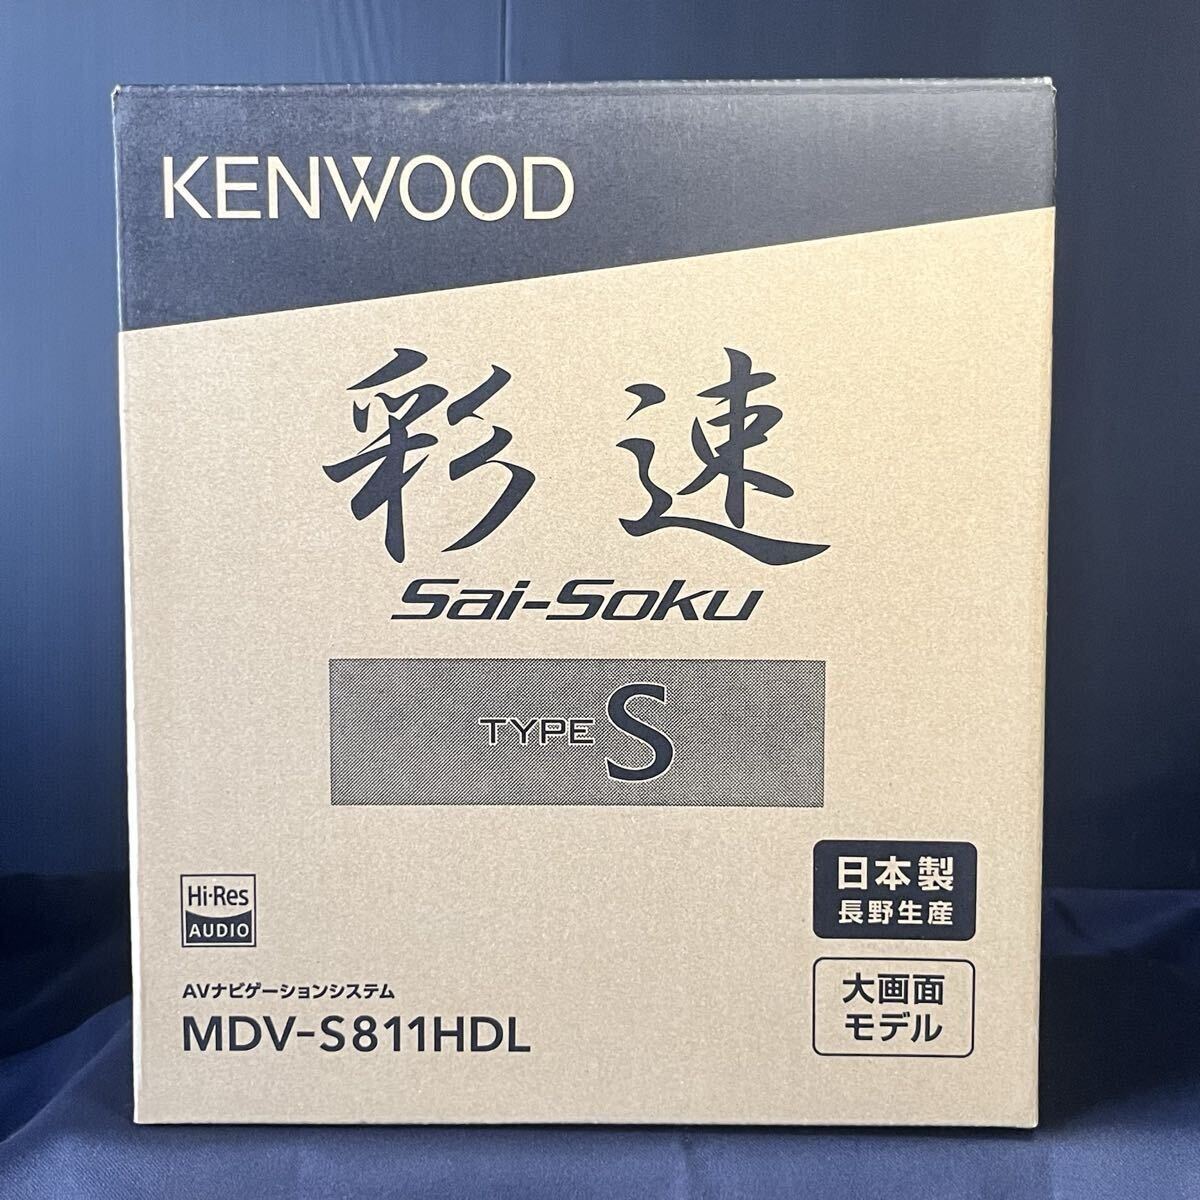 KENWOOD
彩速
Sai-Soku
TYPE S
Hi-Res
AUDIO
AVナビゲーションシステム
MDV-S811HDL
日本製
長野生産
大画面
モデル